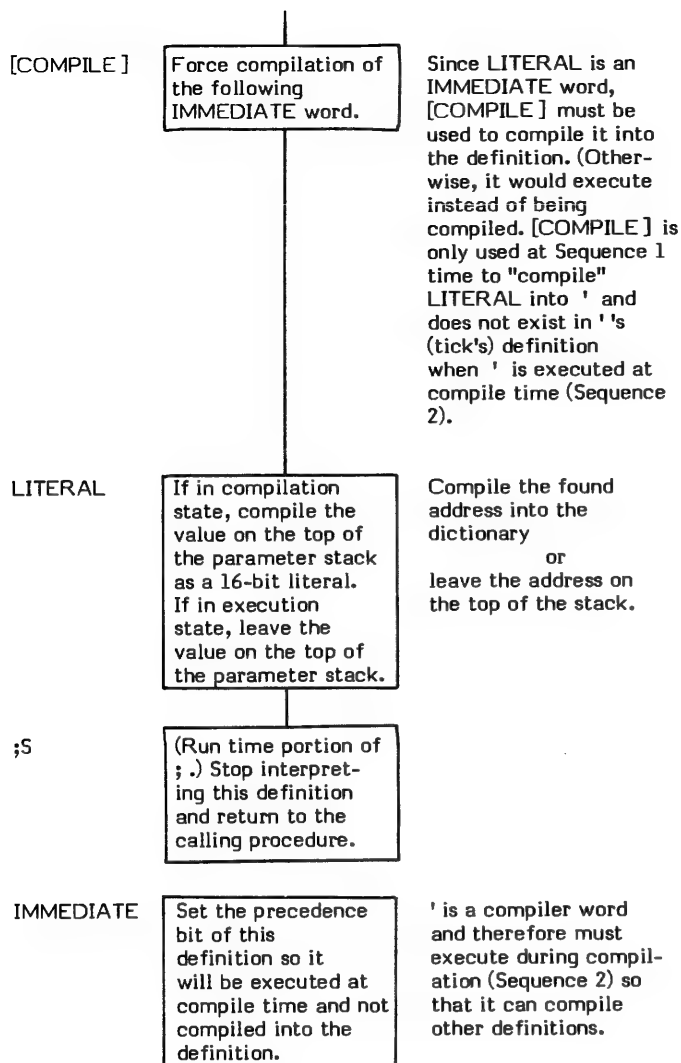 [COMPILE]
Force compilation of
the following
IMMEDIATE word.
Since LITERAL is an
IMMEDIATE word,
[COMPILE] must be
used to compile it into
the definition. (Other-
wise, it would execute
instead of being
compiled. [COMPILE] is
only used at Sequence 1
time to "compile"
LITERAL into ' and
does not exist in ' 's
(tick's) definition
when ' is executed at
compile time (Sequence
2).
LITERAL
If in compilation
state, compile the
value on the top of
the parameter stack
as a 16-bit literal.
If in execution
state, leave the
value on the top of
the parameter stack.
Compile the found
address into the
dictionary
or
leave the address on
the top of the stack.
;S
(Run time portion of
; .) Stop interpret-
ing this definition
and return to the
calling procedure.
IMMEDIATE
Set the precedence
bit of this
definition so it
will be executed at
compile time and not
compiled into the
definition.
' is a compiler word
and therefore must
execute during compil-
ation (Sequence 2) so
that it can compile
other definitions.